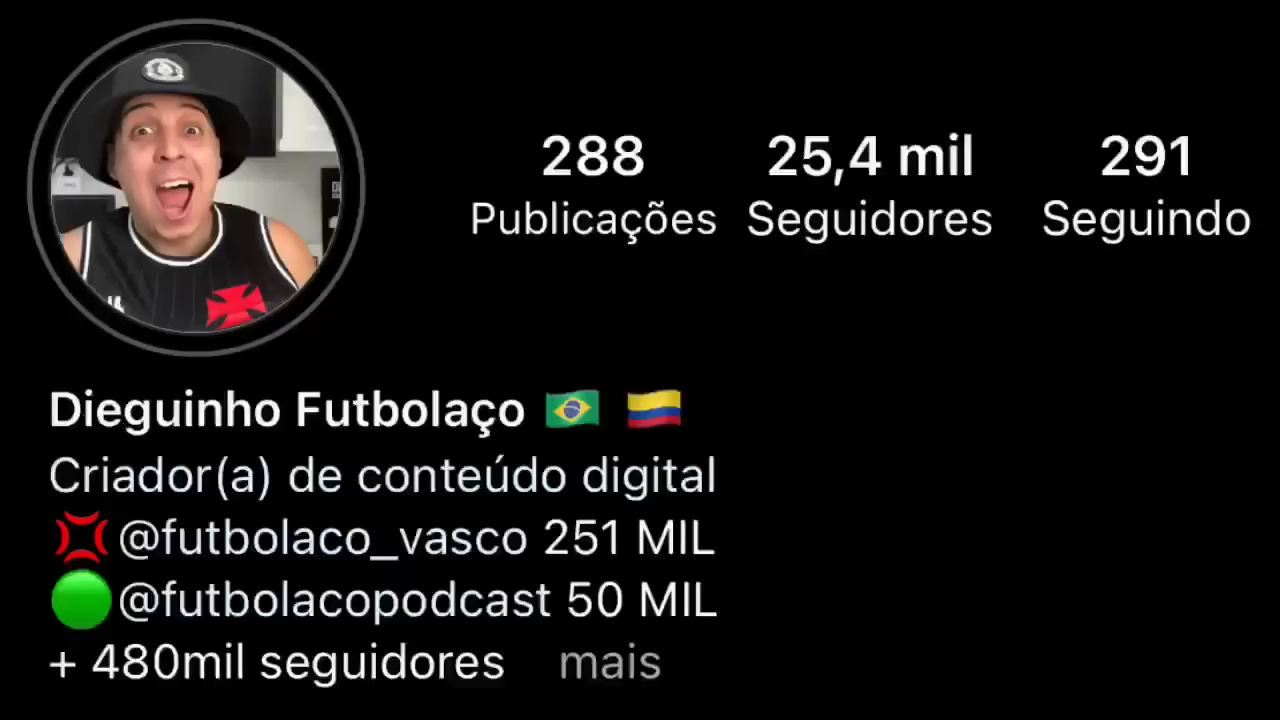 288 25,4 mil 291
Publicações Seguidores Seguindo
Dieguinho Futbolaço 🇧🇷 🇨🇴
Criador(a) de conteúdo digital
💢@futbolaco_vasco 251 MIL
🟢@futbolacopodcast 50 MIL
+ 480mil seguidores mais